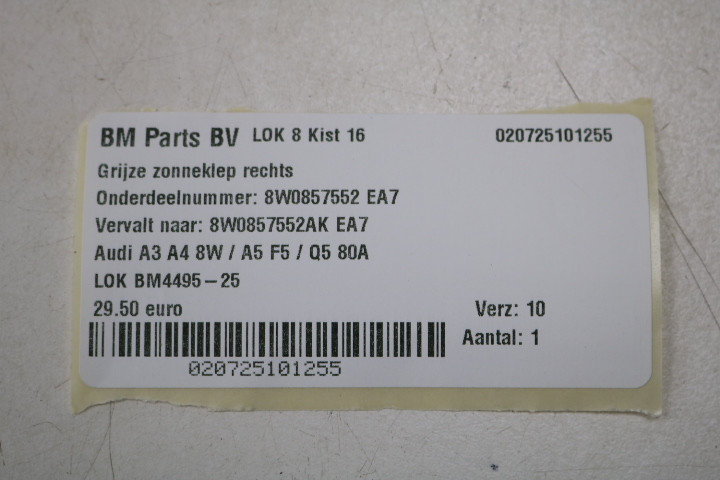 BM Parts BV LOK 8 Kist 16 020725101255
Grijze zonneklep rechts
Onderdeelnummer: 8W0857552 EA7
Vervalt naar: 8W0857552AK EA7
Audi A3 A4 8W / A5 F5 / Q5 80A
LOK BM4495-25
29.50 euro Verz: 10
Aantal: 1
020725101255